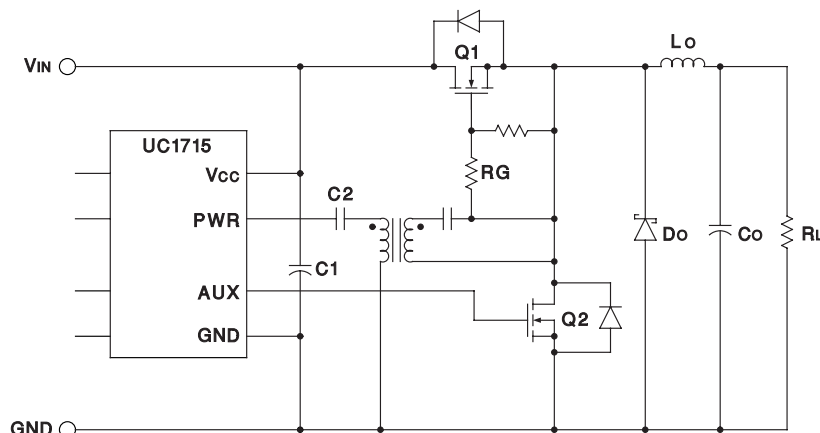 Q1
LO
VIN
UC1715
VCC
RG
C2
PWR
DO
CO
RL
C1
AUX
Q2
GND
GND